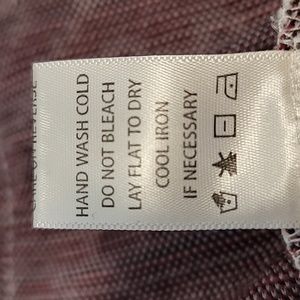 HAND WASH COLD
DO NOT BLEACH
LAY FLAT TO DRY
COOL IRON
IF NECESSARY